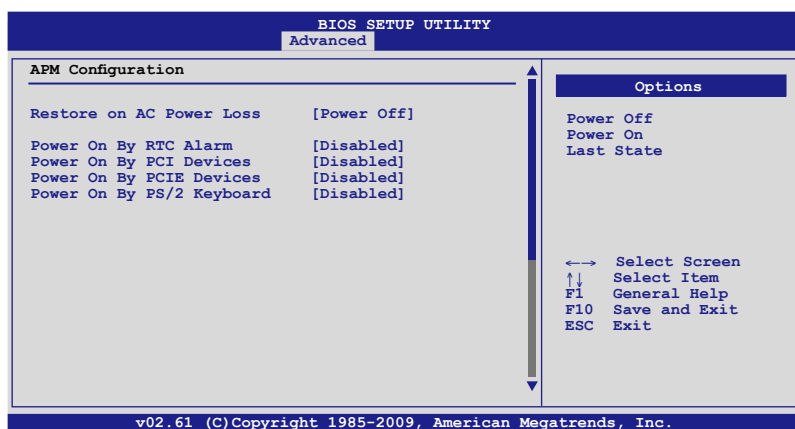 BIOS SETUP UTILITY
Advanced
APM Configuration
Restore on AC Power Loss [Power Off]
Power On By RTC Alarm [Disabled]
Power On By PCI Devices [Disabled]
Power On By PCIE Devices [Disabled]
Power On By PS/2 Keyboard [Disabled]
Options
Power Off
Power On
Last State
←→ Select Screen
↑↓ Select Item
F1 General Help
F10 Save and Exit
ESC Exit
v02.61 (C)Copyright 1985-2009, American Megatrends, Inc.